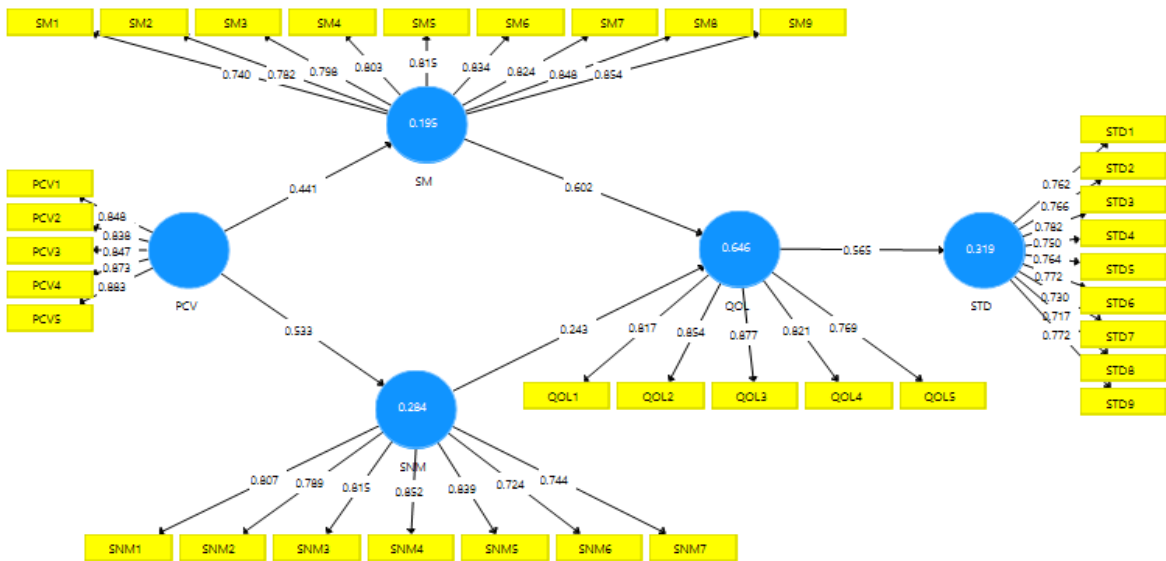 SM1 SM2 SM3 SM4 SM5 SM6 SM7 SM8 SM9
0.740 0.782 0.798 0.803 0.815 0.834 0.824 0.848 0.854
0.195
SM
PCV1
PCV2
PCV3
PCV4
PCV5
0.848
0.838
0.847
0.873
0.883
PCV
0.441
0.533
0.602
0.243
0.646
QOL
0.565
0.319
STD
0.817 0.854 0.877 0.821 0.769
QOL1 QOL2 QOL3 QOL4 QOL5
0.762
0.766
0.782
0.750
0.764
0.772
0.730
0.717
0.772
STD1
STD2
STD3
STD4
STD5
STD6
STD7
STD8
STD9
0.284
SNM
0.807 0.789 0.815 0.852 0.839 0.724 0.744
SNM1 SNM2 SNM3 SNM4 SNM5 SNM6 SNM7